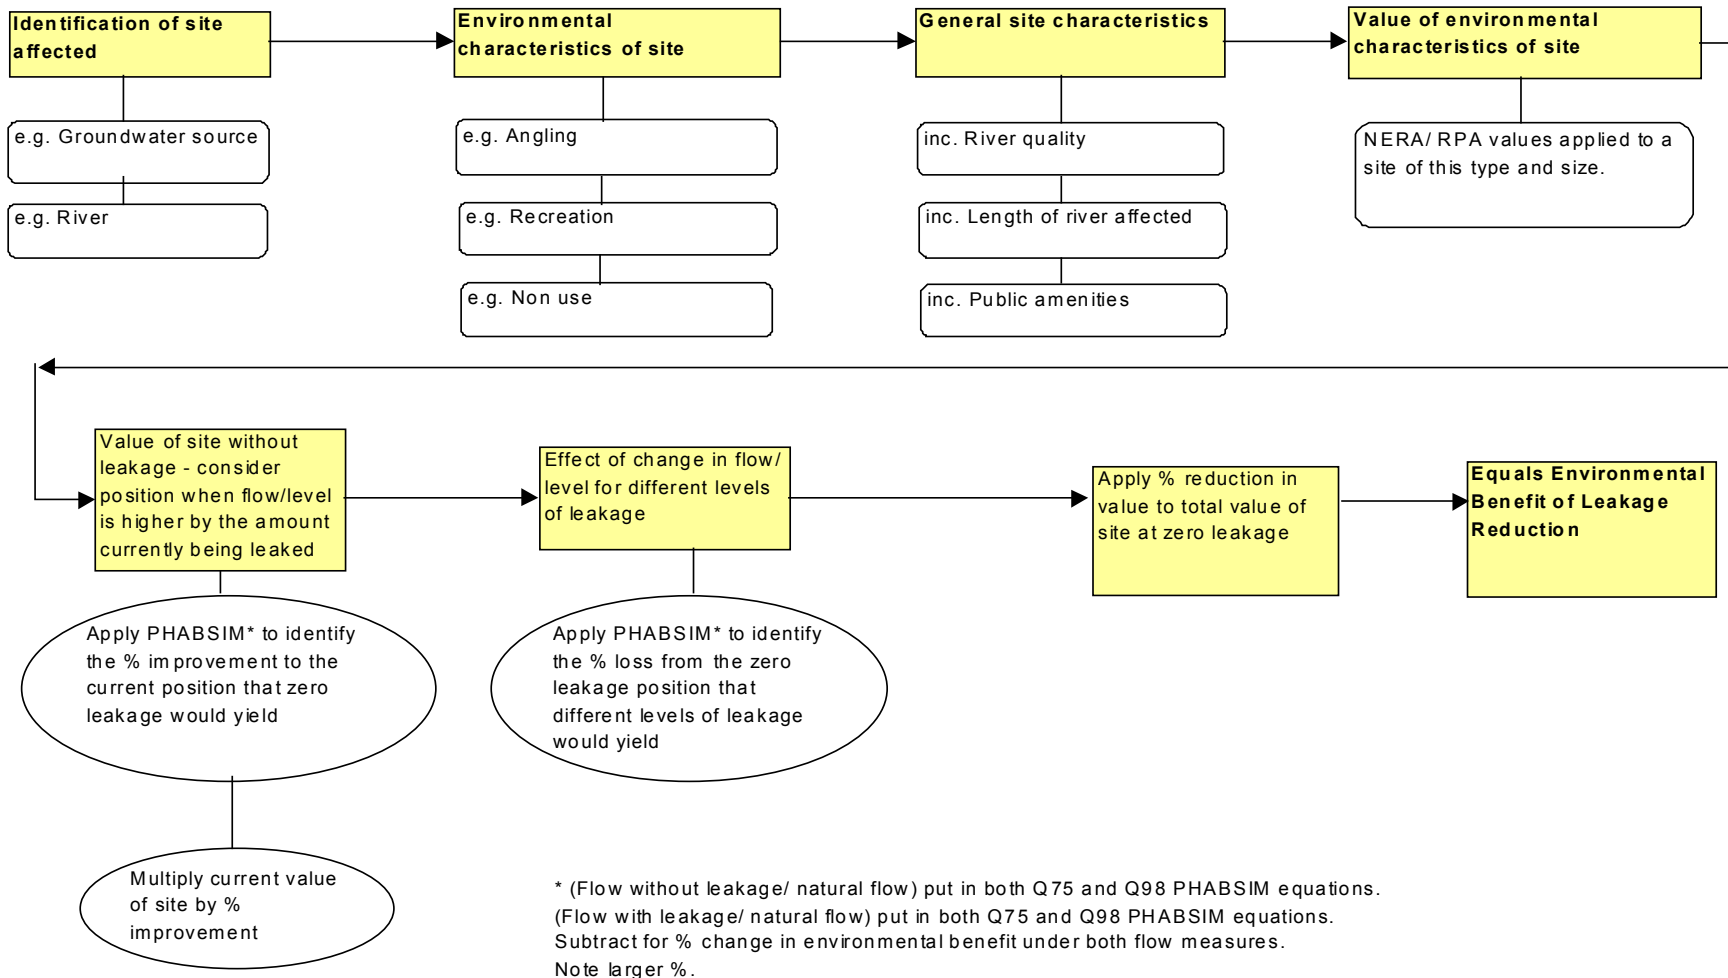 Identification of site
affected
Environmental
characteristics of site
General site characteristics
Value of environmental
characteristics of site
e.g. Groundwater source
e.g. River
e.g. Angling
e.g. Recreation
e.g. Non use
inc. River quality
inc. Length of river affected
inc. Public amenities
NERA/ RPA values applied to a
site of this type and size.
Value of site without
leakage - consider
position when flow/level
is higher by the amount
currently being leaked
Effect of change in flow/
level for different levels
of leakage
Apply % reduction in
value to total value of
site at zero leakage
Equals Environmental
Benefit of Leakage
Reduction
Apply PHABSIM* to identify
the % improvement to the
current position that zero
leakage would yield
Apply PHABSIM* to identify
the % loss from the zero
leakage position that
different levels of leakage
would yield
Multiply current value
of site by %
improvement
* (Flow without leakage/ natural flow) put in both Q75 and Q98 PHABSIM equations.
(Flow with leakage/ natural flow) put in both Q75 and Q98 PHABSIM equations.
Subtract for % change in environmental benefit under both flow measures.
Note larger %.